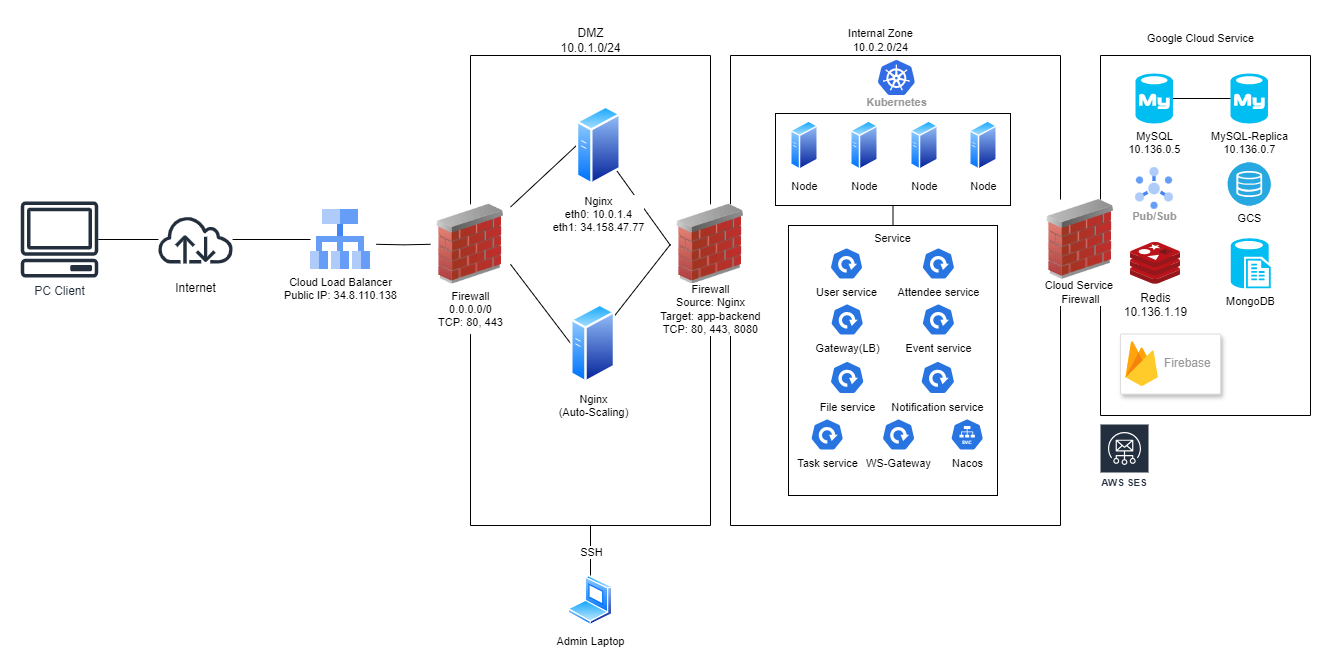 DMZ
10.0.1.0/24
Internal Zone
10.0.2.0/24
Google Cloud Service
Kubernetes
Node
Node
Node
Node
My
My
MySQL
10.136.0.5
MySQL-Replica
10.136.0.7
Pub/Sub
GCS
Redis
10.136.1.19
MongoDB
Firebase
AWS SES
PC Client
Internet
Cloud Load Balancer
Public IP: 34.8.110.138
Firewall
0.0.0.0/0
TCP: 80, 443
Nginx
eth0: 10.0.1.4
eth1: 34.158.47.77
Nginx
(Auto-Scaling)
Firewall
Source: Nginx
Target: app-backend
TCP: 80, 443, 8080
Service
User service
Attendee service
Gateway(LB)
Event service
File service
Notification service
SVC
Task service
WS-Gateway
Nacos
Cloud Service
Firewall
SSH
Admin Laptop